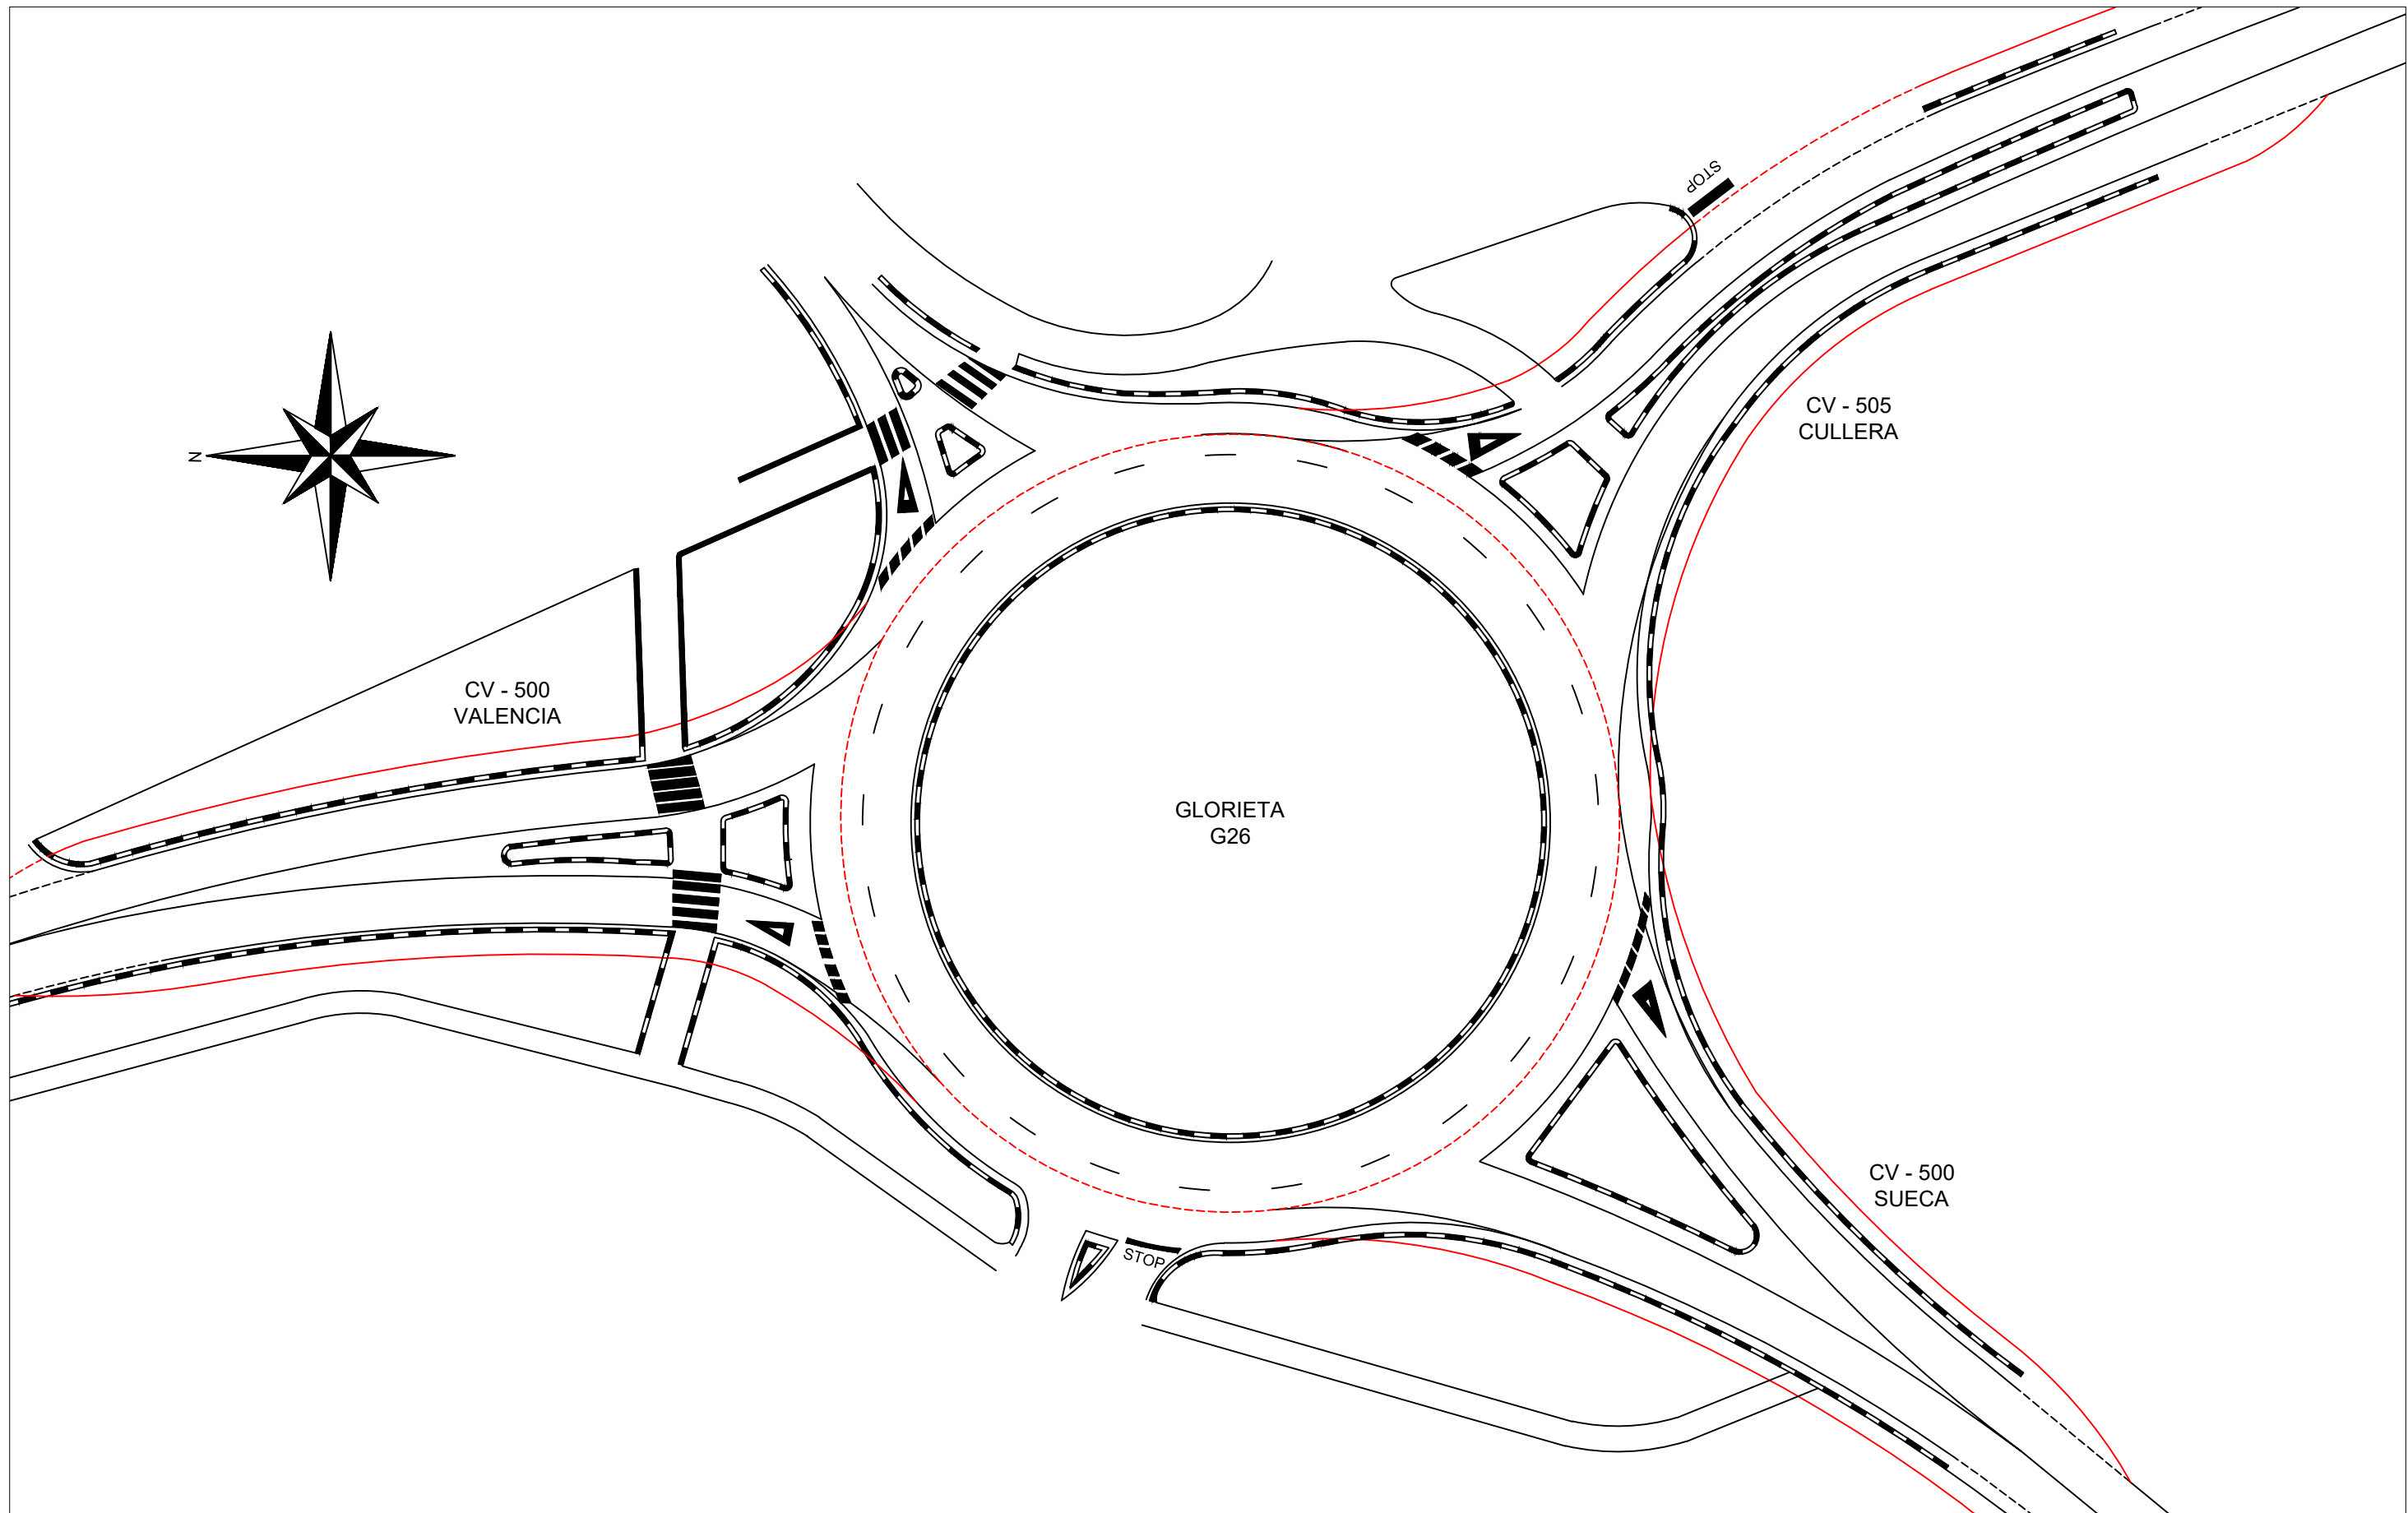 STOP
CV - 505
CULLERA
N
CV - 500
VALENCIA
GLORIETA
G26
CV - 500
SUECA
STOP